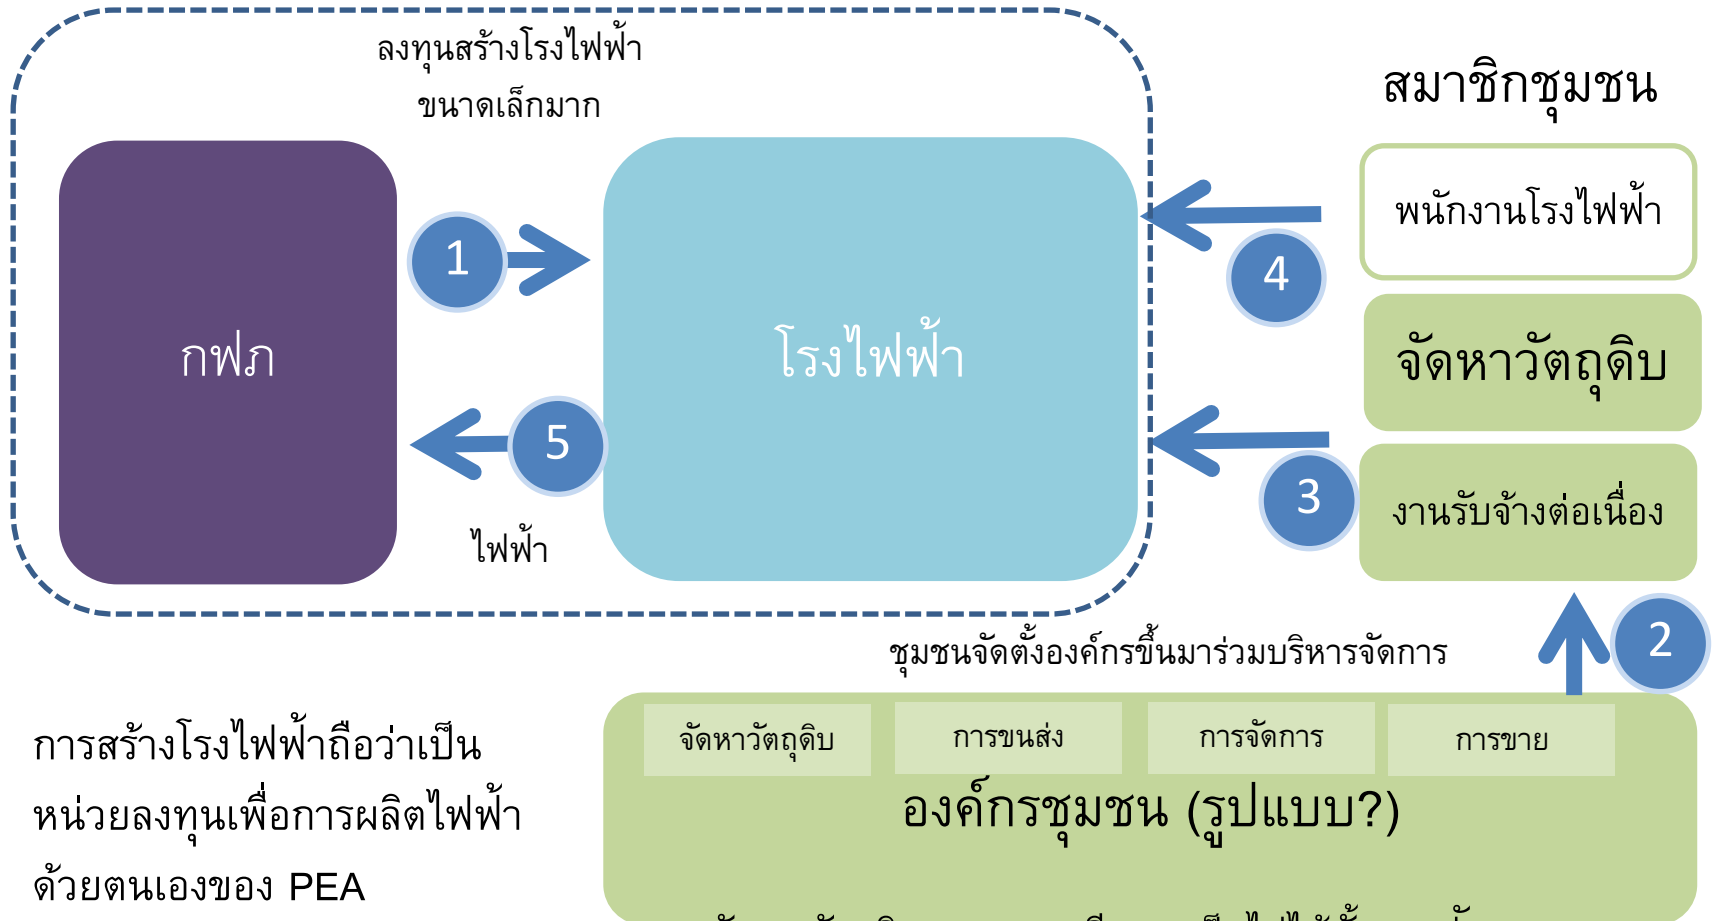 ลงทุนสร้างโรงไฟฟ้า
ขนาดเล็กมาก
สมาชิกชุมชน
พนักงานโรงไฟฟ้า
1
4
กฟภ
โรงไฟฟ้า
จัดหาวัตถุดิบ
5
3
งานรับจ้างต่อเนื่อง
ไฟฟ้า
2
ชุมชนจัดตั้งองค์กรขึ้นมาร่วมบริหารจัดการ
จัดหาวัตถุดิบ
การขนส่ง
การจัดการ
การขาย
องค์กรชุมชน (รูปแบบ?)
การสร้างโรงไฟฟ้าถือว่าเป็น
หน่วยลงทุนเพื่อการผลิตไฟฟ้า
ด้วยตนเองของ PEA